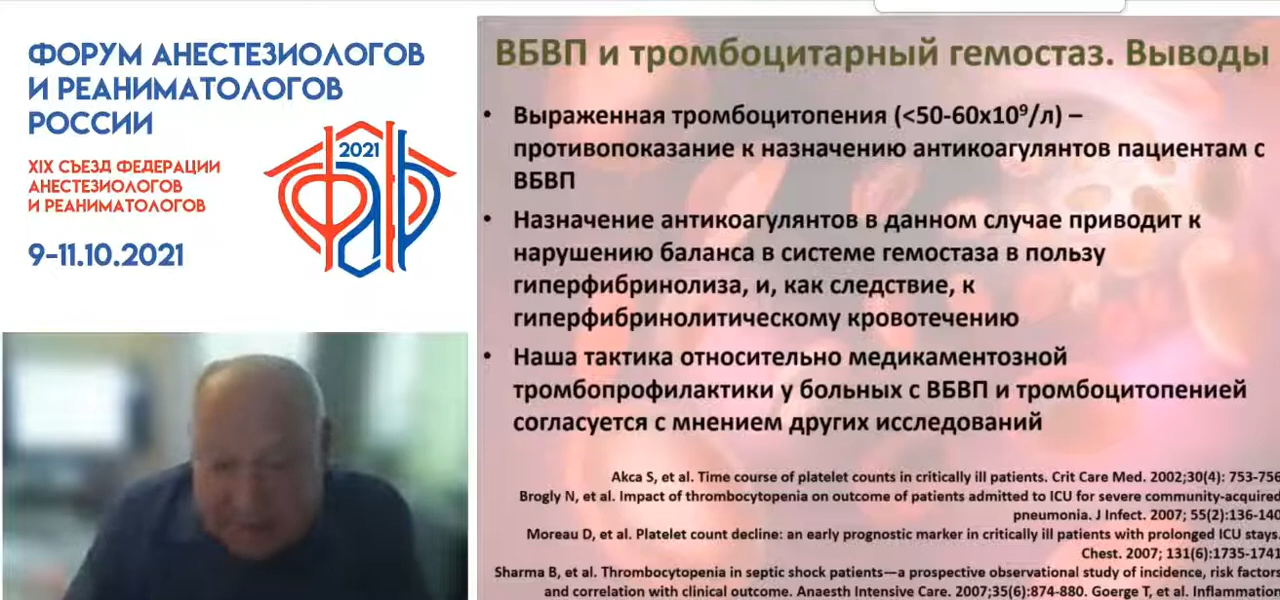 ФОРУМ АНЕСТЕЗИОЛОГОВ
И РЕАНИМАТОЛОГОВ
РОССИИ
XIX СЪЕЗД ФЕДЕРАЦИИ
АНЕСТЕЗИОЛОГОВ
И РЕАНИМАТОЛОГОВ
9-11.10.2021
2021
ФАР
ВБВП и тромбоцитарный гемостаз. Выводы
• Выраженная тромбоцитопения (<50-60х10⁹/л) –
противопоказание к назначению антикоагулянтов пациентам с
ВБВП
• Назначение антикоагулянтов в данном случае приводит к
нарушению баланса в системе гемостаза в пользу
гиперфибринолиза, и, как следствие, к
гиперфибринолитическому кровотечению
• Наша тактика относительно медикаментозной
тромбопрофилактики у больных с ВБВП и тромбоцитопенией
согласуется с мнением других исследований
Akca S, et al. Time course of platelet counts in critically ill patients. Crit Care Med. 2002;30(4): 753-756
Brogly N, et al. Impact of thrombocytopenia on outcome of patients admitted to ICU for severe community-acquired
pneumonia. J Infect. 2007; 55(2):136-140
Moreau D, et al. Platelet count decline: an early prognostic marker in critically ill patients with prolonged ICU stays.
Chest. 2007; 131(6):1735-1741
Sharma B, et al. Thrombocytopenia in septic shock patients—a prospective observational study of incidence, risk factors
and correlation with clinical outcome. Anaesth Intensive Care. 2007;35(6):874-880. Goerge T, et al. Inflammation